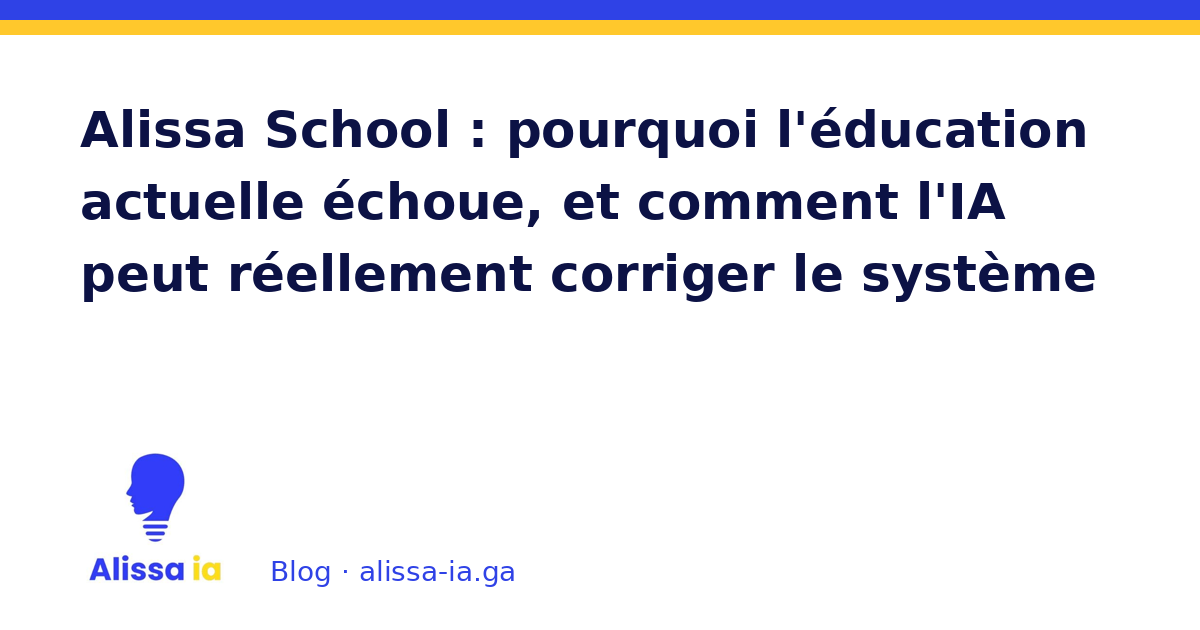 Alissa School : pourquoi l'éducation
actuelle échoue, et comment l'IA
peut réellement corriger le système
Alissa ia
Blog · alissa-ia.ga